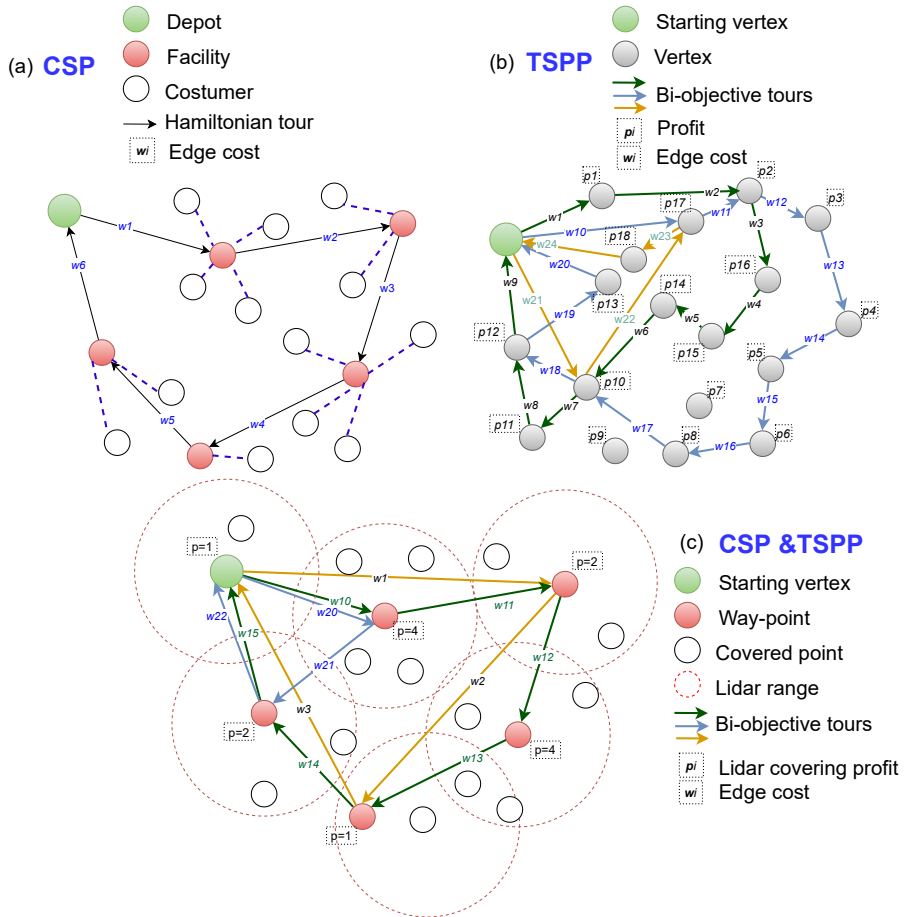 (a) CSP
Depot
Facility
Costumer
Hamiltonian tour
wi Edge cost
w1
w2
w3
w4
w5
w6
(b) TSPP
Starting vertex
Vertex
Bi-objective tours
pi Profit
wi Edge cost
p1
p2
p3
p4
p5
p6
p7
p8
p9
p10
p11
p12
p13
p14
p15
p16
p17
p18
w1
w2
w3
w4
w5
w6
w7
w8
w9
w10
w11
w12
w13
w14
w15
w16
w17
w18
w19
w20
w21
w22
w23
w24
(c) CSP &TSPP
Starting vertex
Way-point
Covered point
Lidar range
Bi-objective tours
pi Lidar covering profit
wi Edge cost
p=1
p=4
p=2
p=4
p=1
p=2
w1
w2
w3
w10
w11
w12
w13
w14
w15
w20
w21
w22